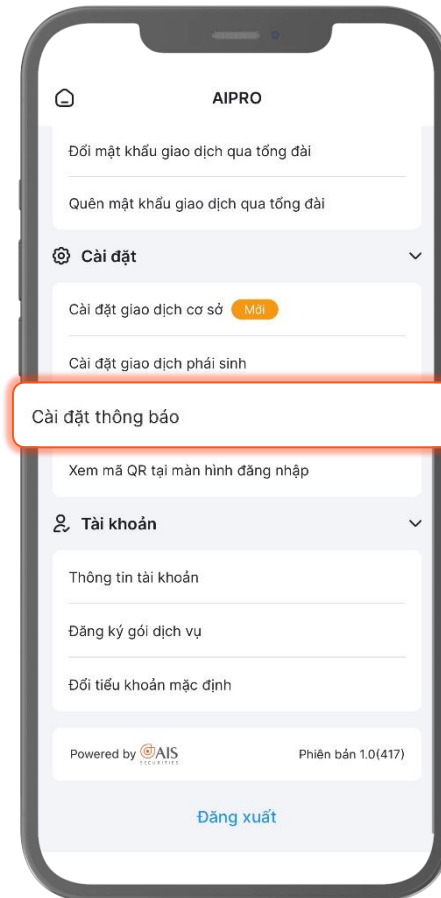 AIPRO
Đổi mật khẩu giao dịch qua tổng đài
Quên mật khẩu giao dịch qua tổng đài
Cài đặt
Cài đặt giao dịch cơ sở Mới
Cài đặt giao dịch phái sinh
Cài đặt thông báo
Xem mã QR tại màn hình đăng nhập
Tài khoản
Thông tin tài khoản
Đăng ký gói dịch vụ
Đổi tiểu khoản mặc định
Powered by AIS SECURITIES Phiên bản 1.0(417)
Đăng xuất